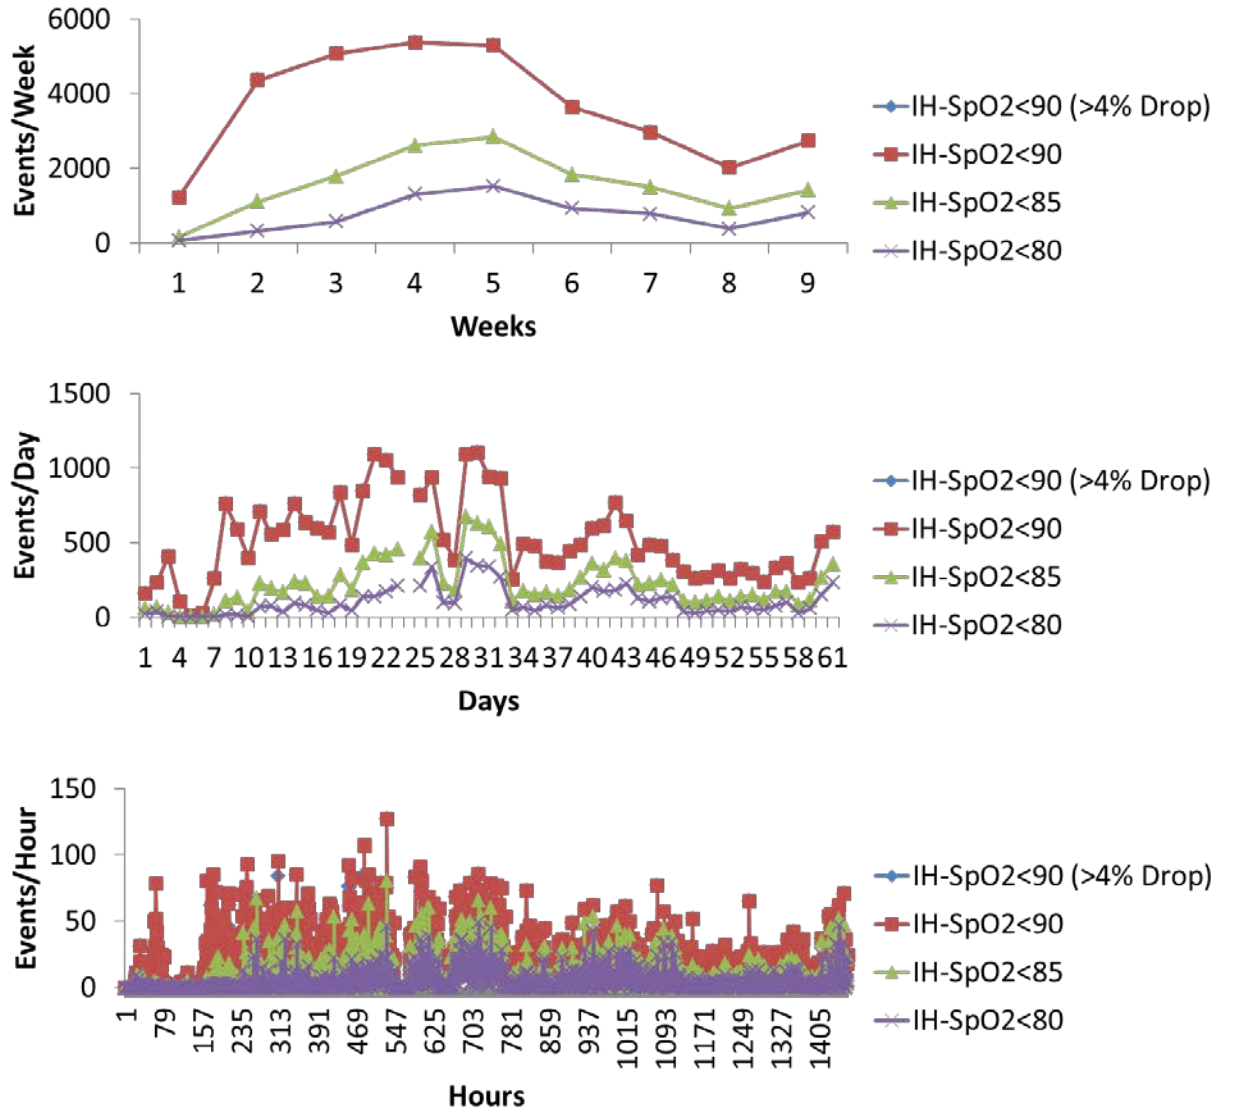 6000
4000
2000
0
Events/Week
1 2 3 4 5 6 7 8 9
Weeks
IH-SpO2<90 (>4% Drop)
IH-SpO2<90
IH-SpO2<85
IH-SpO2<80
1500
1000
500
0
Events/Day
1 4 7 10 13 16 19 22 25 28 31 34 37 40 43 46 49 52 55 58 61
Days
IH-SpO2<90 (>4% Drop)
IH-SpO2<90
IH-SpO2<85
IH-SpO2<80
150
100
50
0
Events/Hour
1 79 157 235 313 391 469 547 625 703 781 859 937 1015 1093 1171 1249 1327 1405
Hours
IH-SpO2<90 (>4% Drop)
IH-SpO2<90
IH-SpO2<85
IH-SpO2<80